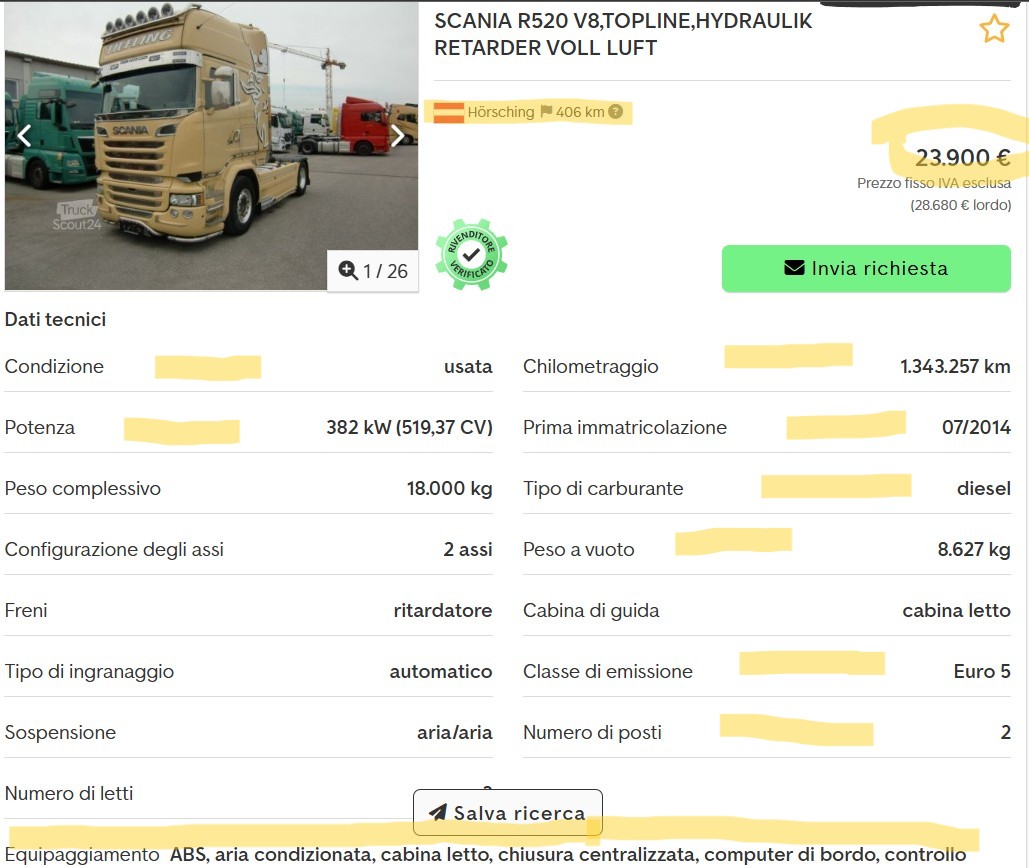 SCANIA R520 V8,TOPLINE,HYDRAULIK
RETARDER VOLL LUFT
Hörsching 406 km ?
23.900 €
Prezzo fisso IVA esclusa
(28.680 € lordo)
RIVENDITORE
VERIFICATO
Invia richiesta
SCANIA
Truck
Scout24
1 / 26
Dati tecnici
Condizione usata
Chilometraggio 1.343.257 km
Potenza 382 kW (519,37 CV)
Prima immatricolazione 07/2014
Peso complessivo 18.000 kg
Tipo di carburante diesel
Configurazione degli assi 2 assi
Peso a vuoto 8.627 kg
Freni ritardatore
Cabina di guida cabina letto
Tipo di ingranaggio automatico
Classe di emissione Euro 5
Sospensione aria/aria
Numero di posti 2
Numero di letti
Salva ricerca
Equipaggiamento ABS, aria condizionata, cabina letto, chiusura centralizzata, computer di bordo, controllo